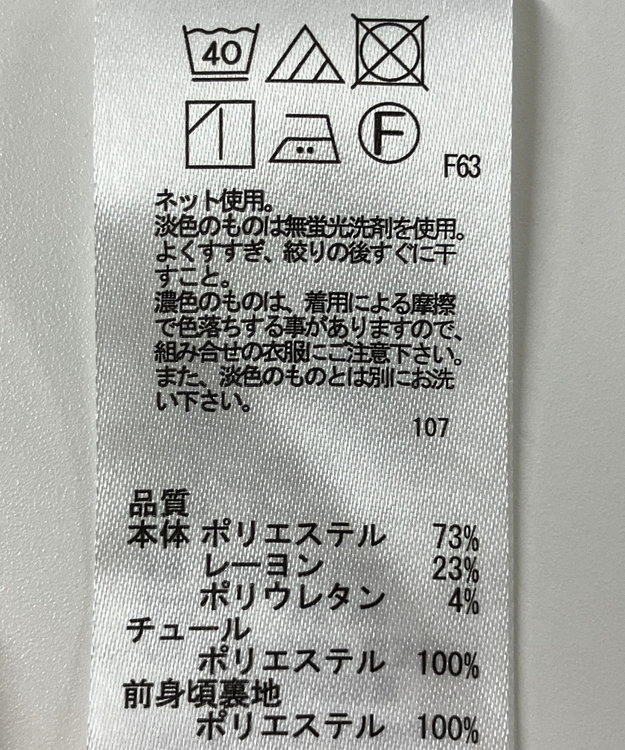 40
F
F63
ネット使用。
淡色のものは無蛍光洗剤を使用。
よくすすぎ、絞りの後すぐに干
すこと。
濃色のものは、着用による摩擦
で色落ちする事がありますので、
組み合せの衣服にご注意下さい。
また、淡色のものとは別にお洗
い下さい。
107
品質
本体 ポリエステル 73%
レーヨン 23%
ポリウレタン 4%
チュール
ポリエステル 100%
前身頃裏地
ポリエステル 100%